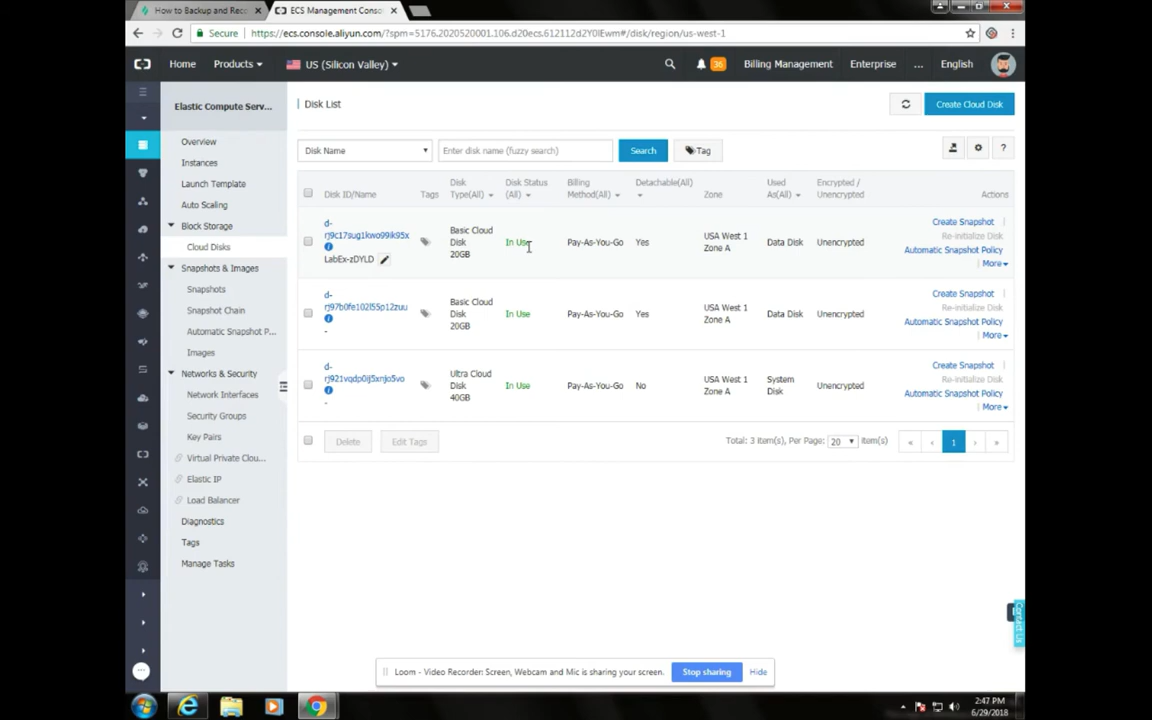 How to Backup and Reco
ECS Management Conso
Secure
https://ecs.console.aliyun.com/?spm=5176.2020520001.106.d20ecs.612112d2Y0IEwm#/disk/region/us-west-1
Home
Products
US (Silicon Valley)
36
Billing Management
Enterprise
...
English
Elastic Compute Serv...
Overview
Instances
Launch Template
Auto Scaling
Block Storage
Cloud Disks
Snapshots & Images
Snapshots
Snapshot Chain
Automatic Snapshot P...
Images
Networks & Security
Network Interfaces
Security Groups
Key Pairs
Virtual Private Clou...
Elastic IP
Load Balancer
Diagnostics
Tags
Manage Tasks
Disk List
Create Cloud Disk
Disk Name
Enter disk name (fuzzy search)
Search
Tag
?
Disk ID/Name
Tags
Disk
Type(All)
Disk Status
(All)
Billing
Method(All)
Detachable(All)
Zone
Used
As(All)
Encrypted /
Unencrypted
Actions
d-
rj9c17sug1kwo99ik95x
LabEx-zDYLD
Basic Cloud
Disk
20GB
In Use
Pay-As-You-Go
Yes
USA West 1
Zone A
Data Disk
Unencrypted
Create Snapshot
Re-initialize Disk
Automatic Snapshot Policy
More
d-
rj97b0fe102l55p12zuu
-
Basic Cloud
Disk
20GB
In Use
Pay-As-You-Go
Yes
USA West 1
Zone A
Data Disk
Unencrypted
Create Snapshot
Re-initialize Disk
Automatic Snapshot Policy
More
d-
rj921vqdp0ij5xnjo5vo
-
Ultra Cloud
Disk
40GB
In Use
Pay-As-You-Go
No
USA West 1
Zone A
System
Disk
Unencrypted
Create Snapshot
Re-initialize Disk
Automatic Snapshot Policy
More
Delete
Edit Tags
Total: 3 item(s), Per Page: 20 item(s)
« ‹ 1 › »
Contact Us
Loom - Video Recorder: Screen, Webcam and Mic is sharing your screen.
Stop sharing
Hide
2:47 PM
6/29/2018